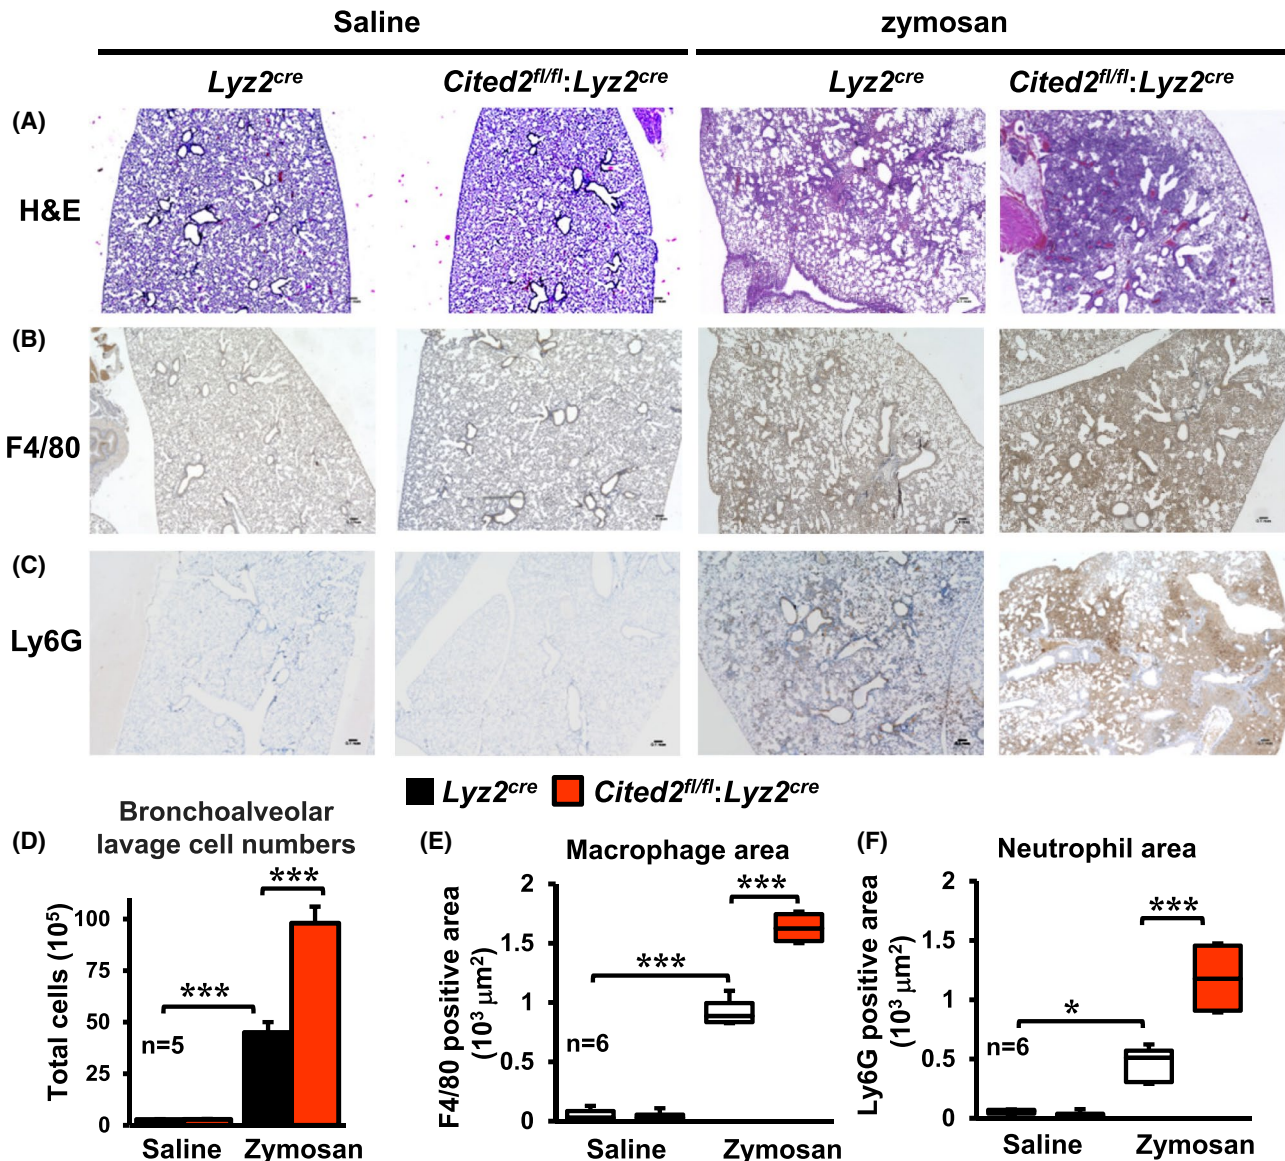 Saline zymosan
Lyz2cre Cited2fl/fl:Lyz2cre Lyz2cre Cited2fl/fl:Lyz2cre
(A)
H&E
(B)
F4/80
(C)
Ly6G
Lyz2cre Cited2fl/fl:Lyz2cre
(D) Bronchoalveolar
lavage cell numbers
Total cells (10⁵)
100
75
50
25
0
***
***
n=5
Saline Zymosan
(E) Macrophage area
F4/80 positive area
(10³ μm²)
2
1.5
1
0.5
0
***
***
n=6
Saline Zymosan
(F) Neutrophil area
Ly6G positive area
(10³ μm²)
2
1.5
1
0.5
0
***
*
n=6
Saline Zymosan